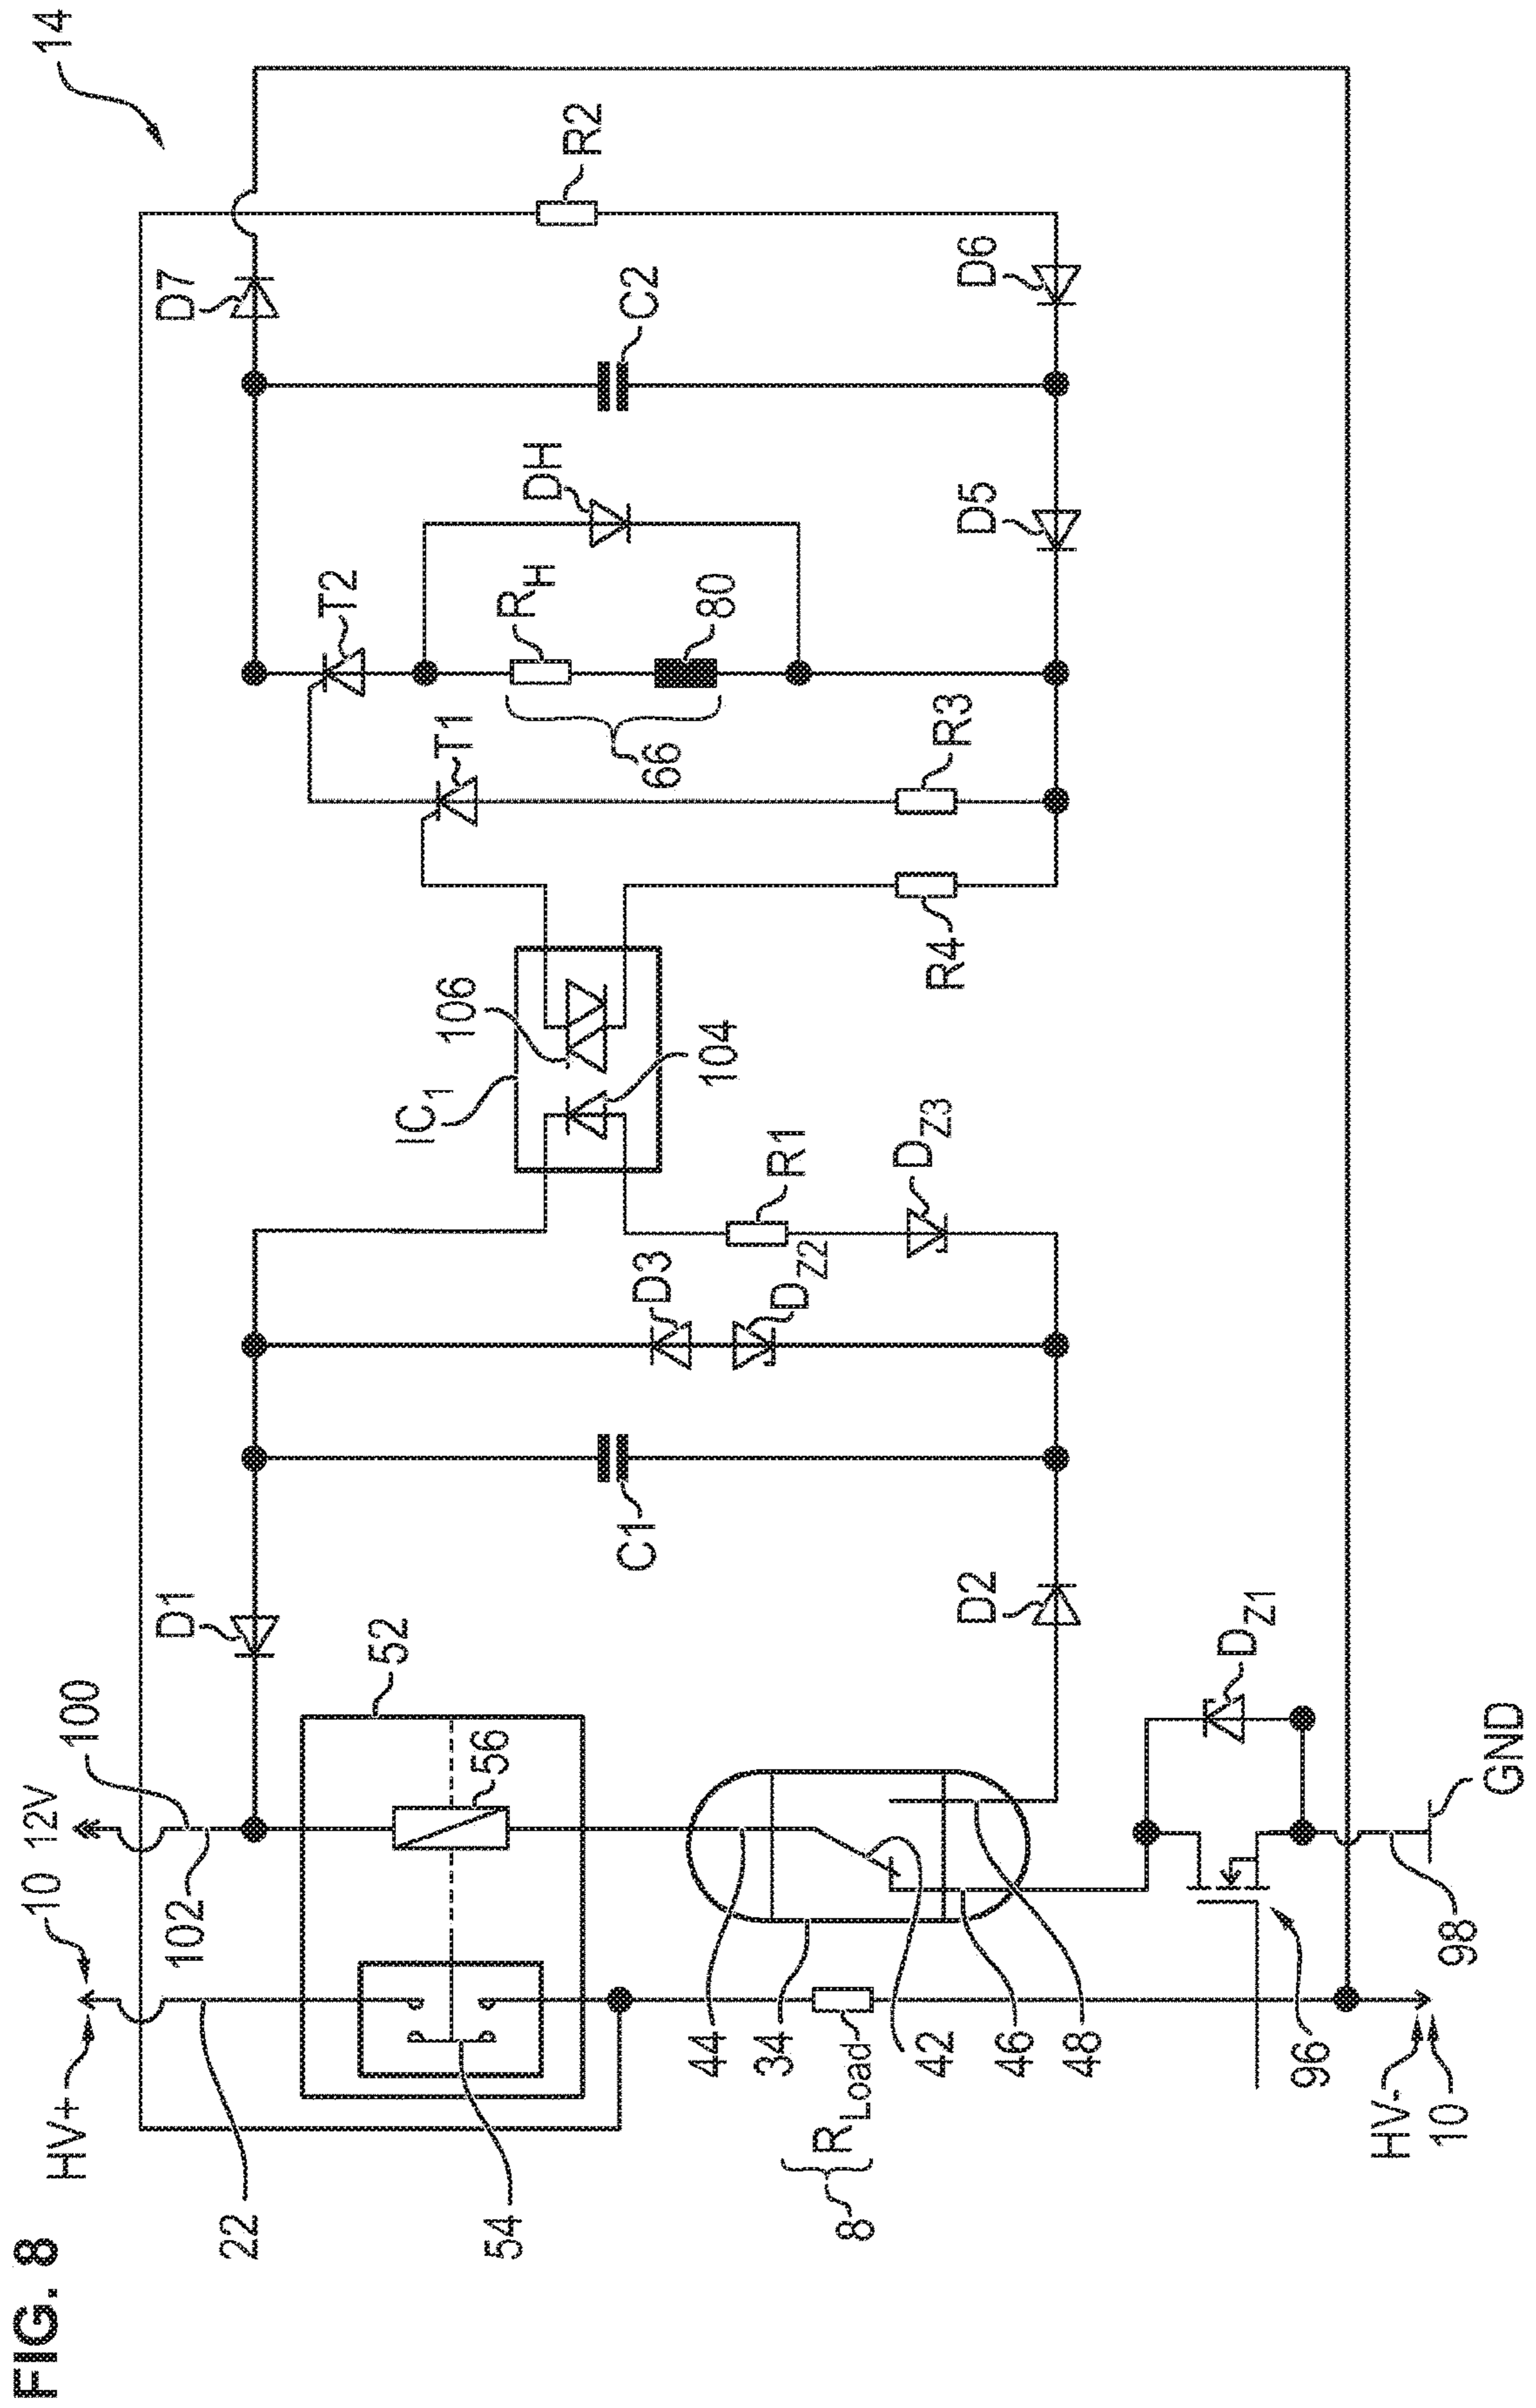 FIG. 8
14
HV+
10
12V
100
22
102
D1
D7
R2
52
56
54
C1
D3
DZ2
R1
DZ3
IC1
106
104
T1
T2
RH
DH
80
66
C2
R3
R4
D5
D6
D2
DZ1
44
34
42
46
48
RLoad
8
96
98
GND
HV-
10